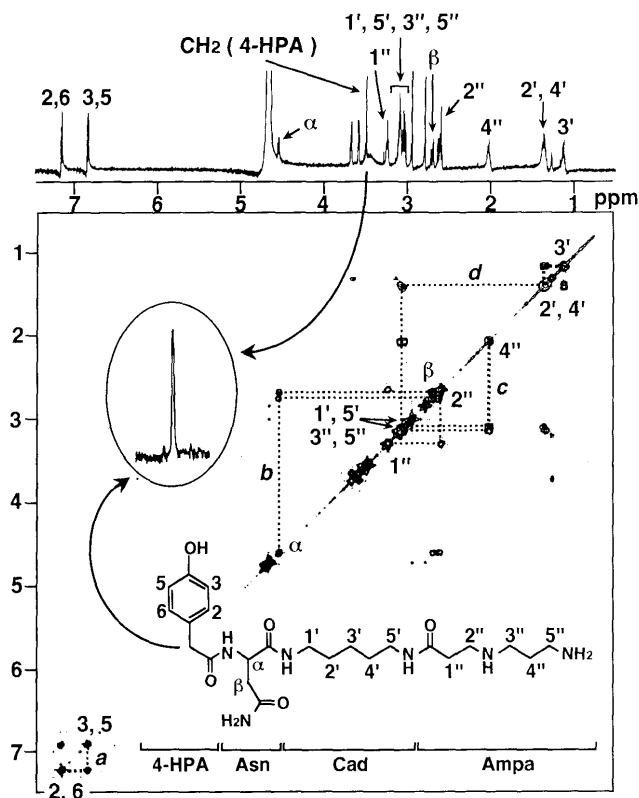 1', 5', 3'', 5''
CH2 ( 4-HPA )
1''
β
2,6
3,5
α
2''
2', 4'
4''
3'
7
6
5
4
3
2
1
ppm
1
3'
d
2', 4'
2
4''
β
c
2''
3
1', 5'
3'', 5''
1''
b
4
α
OH
5
5
3
6
2
H
N
O
O
H
N
α
β
O
H2N
1'
2'
3'
4'
5'
N
H
O
1''
2''
H
N
3''
4''
5''
NH2
6
7
3, 5
a
2, 6
4-HPA
Asn
Cad
Ampa